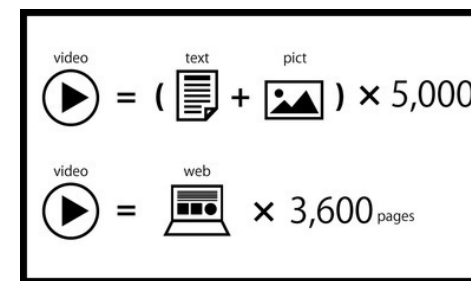 video text pict
= ( + ) × 5,000
video web
= × 3,600 pages